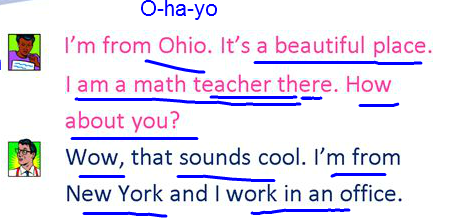 O-ha-yo
I'm from Ohio. It's a beautiful place.
I am a math teacher there. How
about you?
Wow, that sounds cool. I'm from
New York and I work in an office.